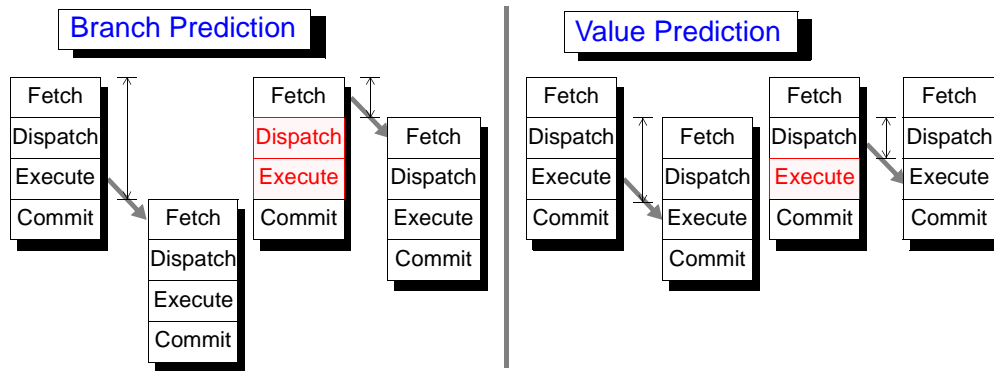 Branch Prediction
Fetch
Dispatch
Execute
Commit
Fetch
Dispatch
Execute
Commit
Fetch
Dispatch
Execute
Commit
Fetch
Dispatch
Execute
Commit
Value Prediction
Fetch
Dispatch
Execute
Commit
Fetch
Dispatch
Execute
Commit
Fetch
Dispatch
Execute
Commit
Fetch
Dispatch
Execute
Commit